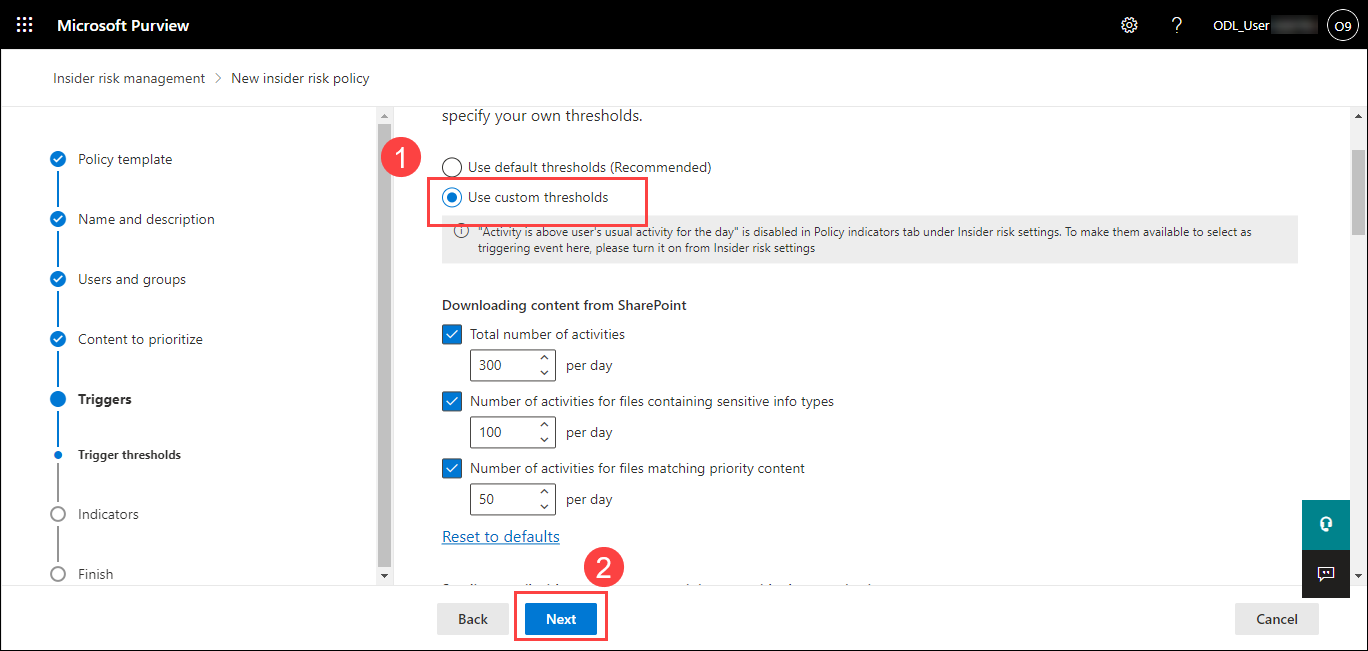 Microsoft Purview
?
ODL_User
O9
Insider risk management > New insider risk policy
specify your own thresholds.
Policy template
1
Use default thresholds (Recommended)
Use custom thresholds
Name and description
"Activity is above user's usual activity for the day" is disabled in Policy indicators tab under Insider risk settings. To make them available to select as
triggering event here, please turn it on from Insider risk settings
Users and groups
Downloading content from SharePoint
Total number of activities
Content to prioritize
300 per day
Triggers
Number of activities for files containing sensitive info types
100 per day
Trigger thresholds
Number of activities for files matching priority content
50 per day
Indicators
Reset to defaults
2
Finish
Back
Next
Cancel